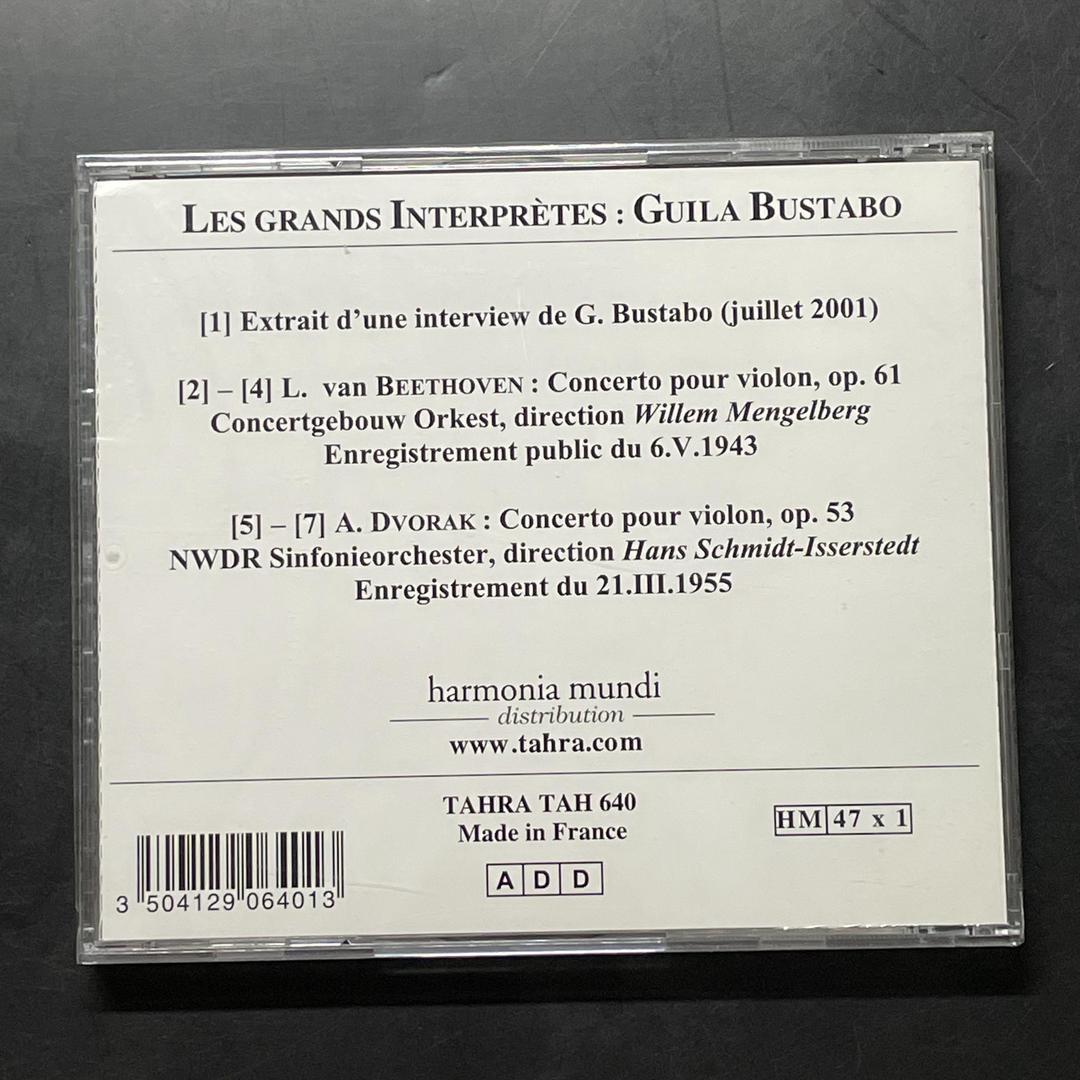 LES GRANDS INTERPRÈTES : GUILA BUSTABO
[1] Extrait d’une interview de G. Bustabo (juillet 2001)
[2] – [4] L. van BEETHOVEN : Concerto pour violon, op. 61
Concertgebouw Orkest, direction Willem Mengelberg
Enregistrement public du 6.V.1943
[5] – [7] A. DVORAK : Concerto pour violon, op. 53
NWDR Sinfonieorchester, direction Hans Schmidt-Isserstedt
Enregistrement du 21.III.1955
harmonia mundi
distribution
www.tahra.com
TAHRA TAH 640
Made in France
HM 47 x 1
A D D
3 504129 064013